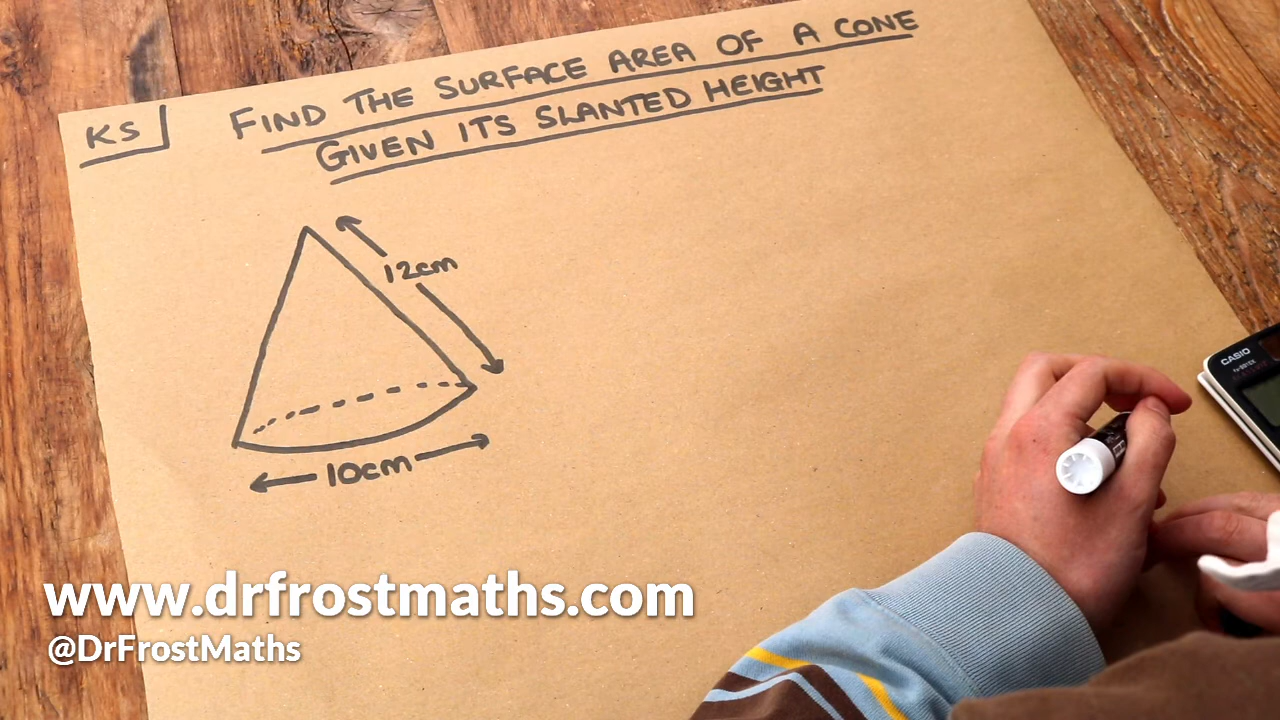 KS
FIND THE SURFACE AREA OF A CONE
GIVEN ITS SLANTED HEIGHT
12cm
10cm
www.drfrostmaths.com
@DrFrostMaths
CASIO